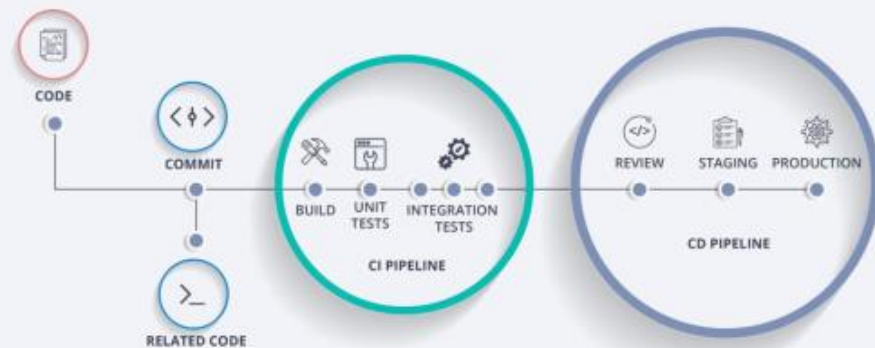 CODE
COMMIT
RELATED CODE
BUILD
UNIT
TESTS
INTEGRATION
TESTS
CI PIPELINE
REVIEW
STAGING
PRODUCTION
CD PIPELINE